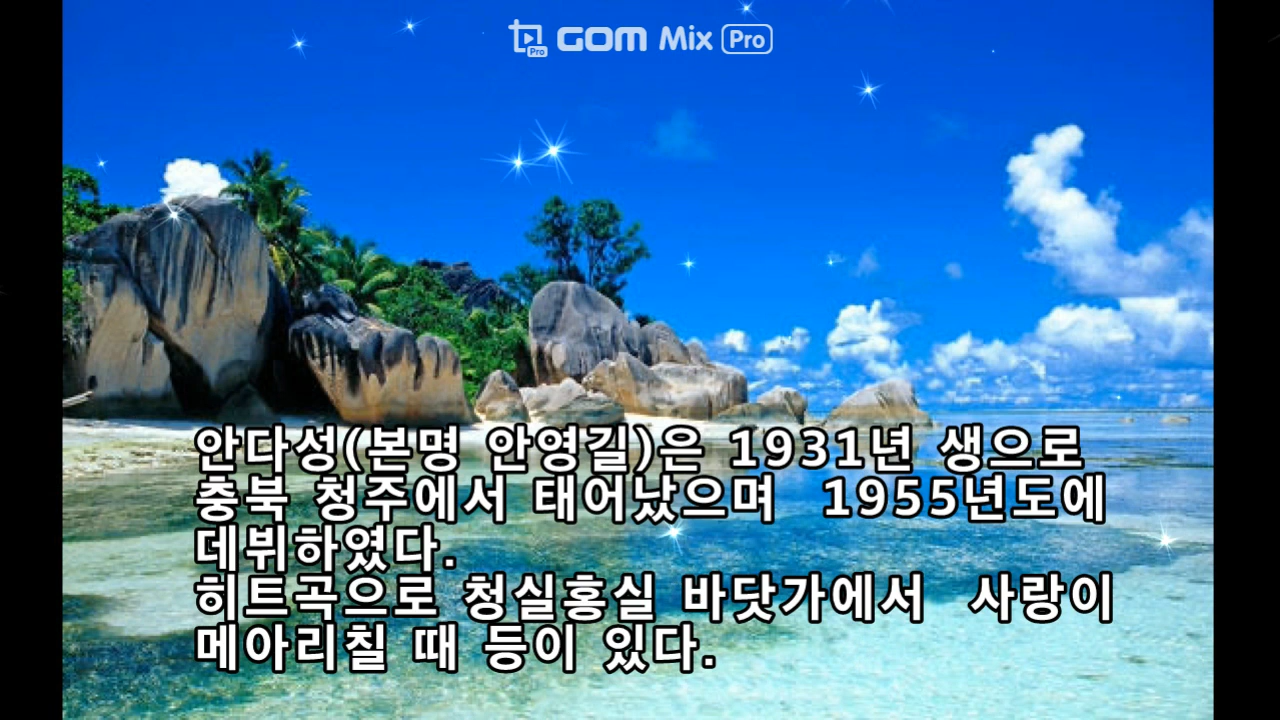 Pro GOM Mix Pro
안다성(본명 안영길)은 1931년 생으로
충북 청주에서 태어났으며 1955년도에
데뷔하였다.
히트곡으로 청실홍실 바닷가에서 사랑이
메아리칠 때 등이 있다.